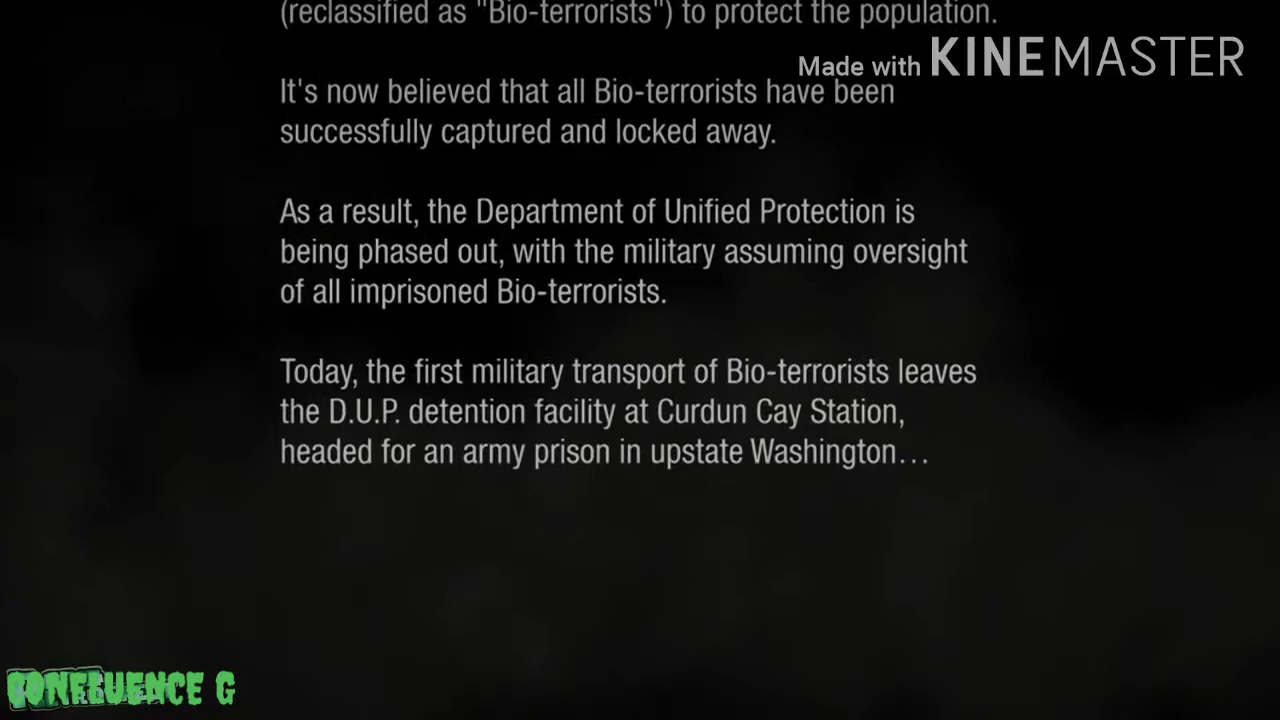 (reclassified as "Bio-terrorists") to protect the population.
Made with KINEMASTER
It's now believed that all Bio-terrorists have been
successfully captured and locked away.
As a result, the Department of Unified Protection is
being phased out, with the military assuming oversight
of all imprisoned Bio-terrorists.
Today, the first military transport of Bio-terrorists leaves
the D.U.P. detention facility at Curdun Cay Station,
headed for an army prison in upstate Washington…
CONFLUENCE G